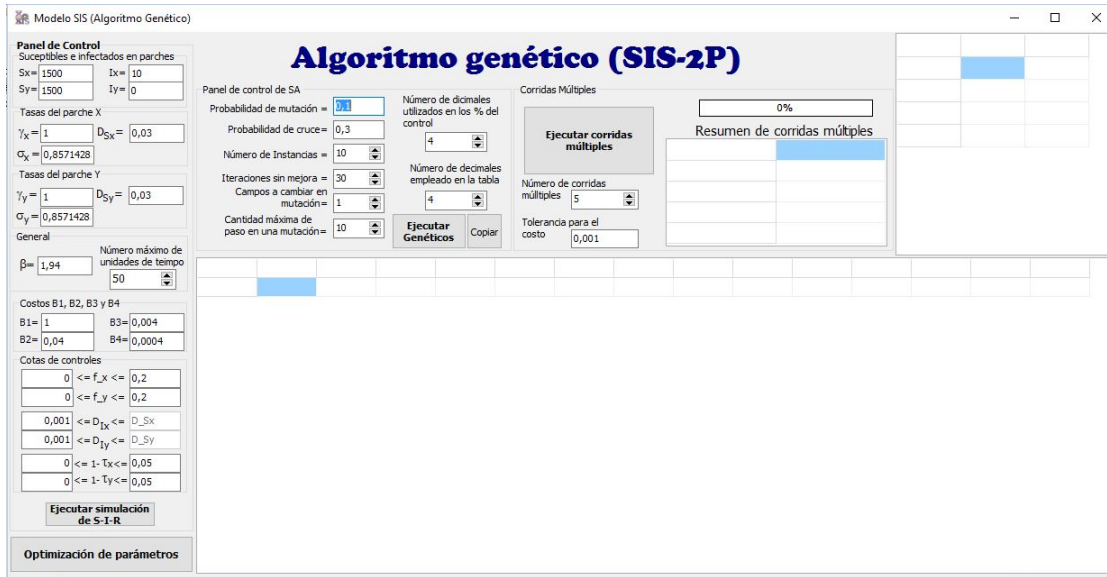 Modelo SIS (Algoritmo Genético)
Panel de Control
Suceptibles e infectados en parches
Sx= 1500 Ix= 10
Sy= 1500 Iy= 0
Tasas del parche X
γx= 1 DSx= 0,03
σx= 0,8571428
Tasas del parche Y
γy= 1 DSy= 0,03
σy= 0,8571428
General
β= 1,94
Número máximo de
unidades de teimpo
50
Costos B1, B2, B3 y B4
B1= 1 B3= 0,004
B2= 0,04 B4= 0,0004
Cotas de controles
0 <= f_x <= 0,2
0 <= f_y <= 0,2
0,001 <= DIx <= D_Sx
0,001 <= DIy <= D_Sy
0 <= 1- τx<= 0,05
0 <= 1- τy<= 0,05
Ejecutar simulación
de S-I-R
Optimización de parámetros
Algoritmo genético (SIS-2P)
Panel de control de SA
Probabilidad de mutación = 0,1
Probabilidad de cruce= 0,3
Número de Instancias = 10
Iteraciones sin mejora = 30
Campos a cambiar en
mutación= 1
Cantidad máxima de
paso en una mutación= 10
Número de dicimales
utilizados en los % del
control
4
Número de decimales
empleado en la tabla
4
Ejecutar
Genéticos
Copiar
Corridas Múltiples
Ejecutar corridas
múltiples
Número de corridas
múlltiples 5
Tolerancia para el
costo 0,001
0%
Resumen de corridas múltiples